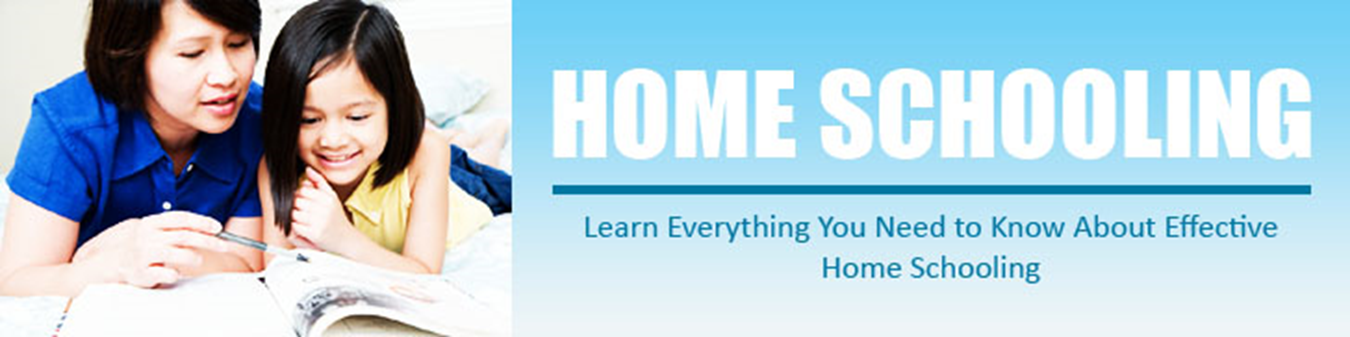 HOME SCHOOLING
Learn Everything You Need to Know About Effective
Home Schooling